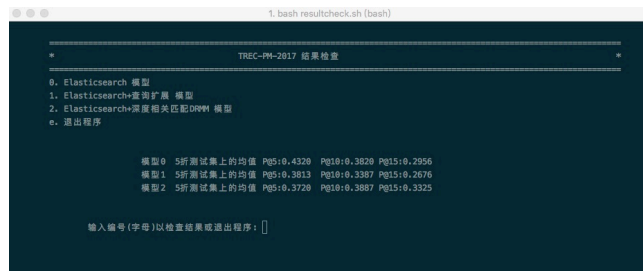 1. bash resultcheck.sh (bash)
* TREC-PM-2017 结果检查 *
0. Elasticsearch 模型
1. Elasticsearch+查询扩展 模型
2. Elasticsearch+深度相关匹配DRMM 模型
e. 退出程序
模型0 5折测试集上的均值 P@5:0.4320 P@10:0.3820 P@15:0.2956
模型1 5折测试集上的均值 P@5:0.3813 P@10:0.3387 P@15:0.2676
模型2 5折测试集上的均值 P@5:0.3720 P@10:0.3887 P@15:0.3325
输入编号(字母)以检查结果或退出程序: